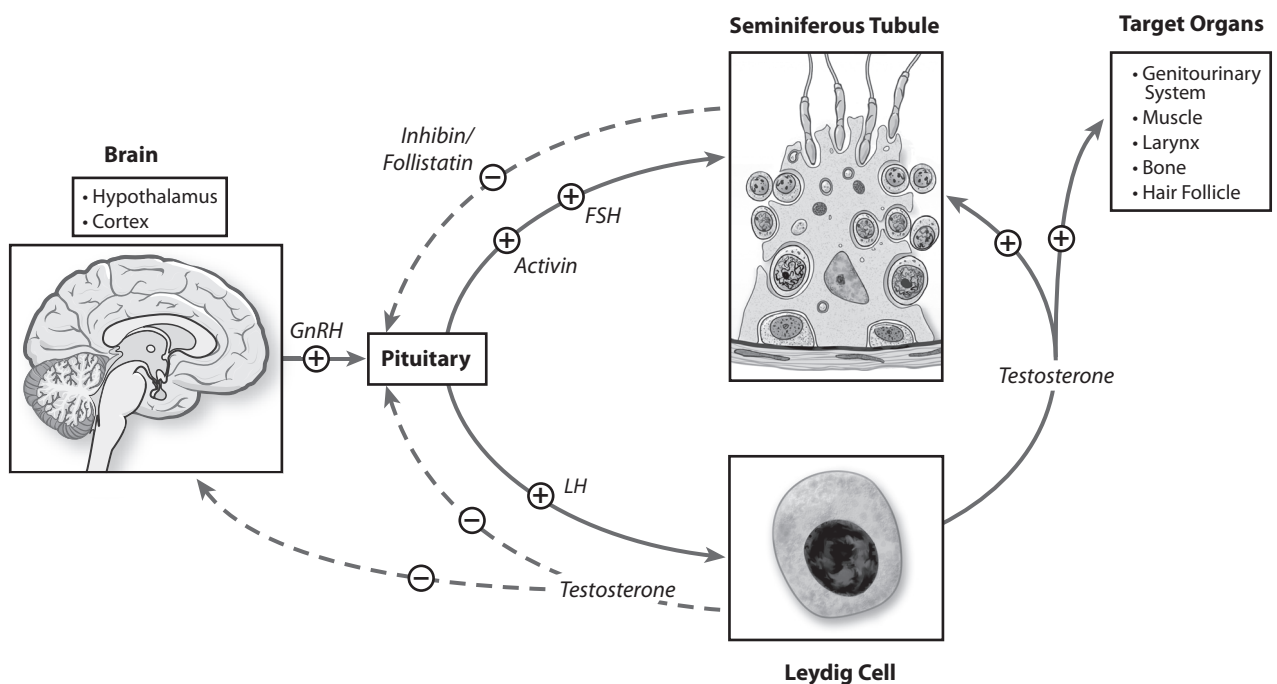 Seminiferous Tubule
Target Organs
• Genitourinary
System
• Muscle
• Larynx
• Bone
• Hair Follicle
Inhibin/
Follistatin
Brain
• Hypothalamus
• Cortex
+
FSH
−
+
Activin
+
+
GnRH
+
Pituitary
Testosterone
LH
+
−
−
Testosterone
Leydig Cell